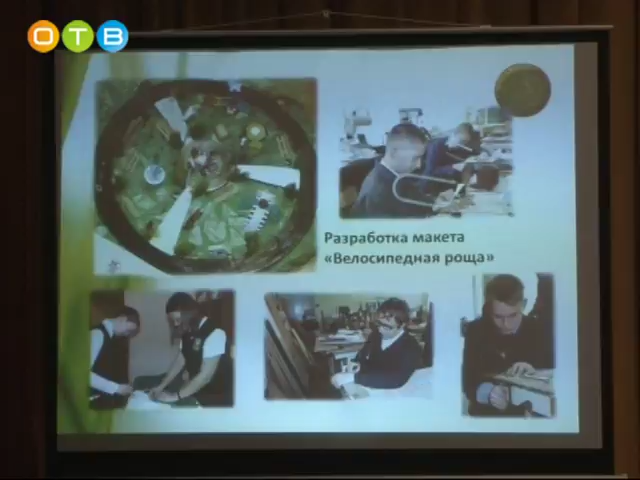 ОТВ
Разработка макета
«Велосипедная роща»